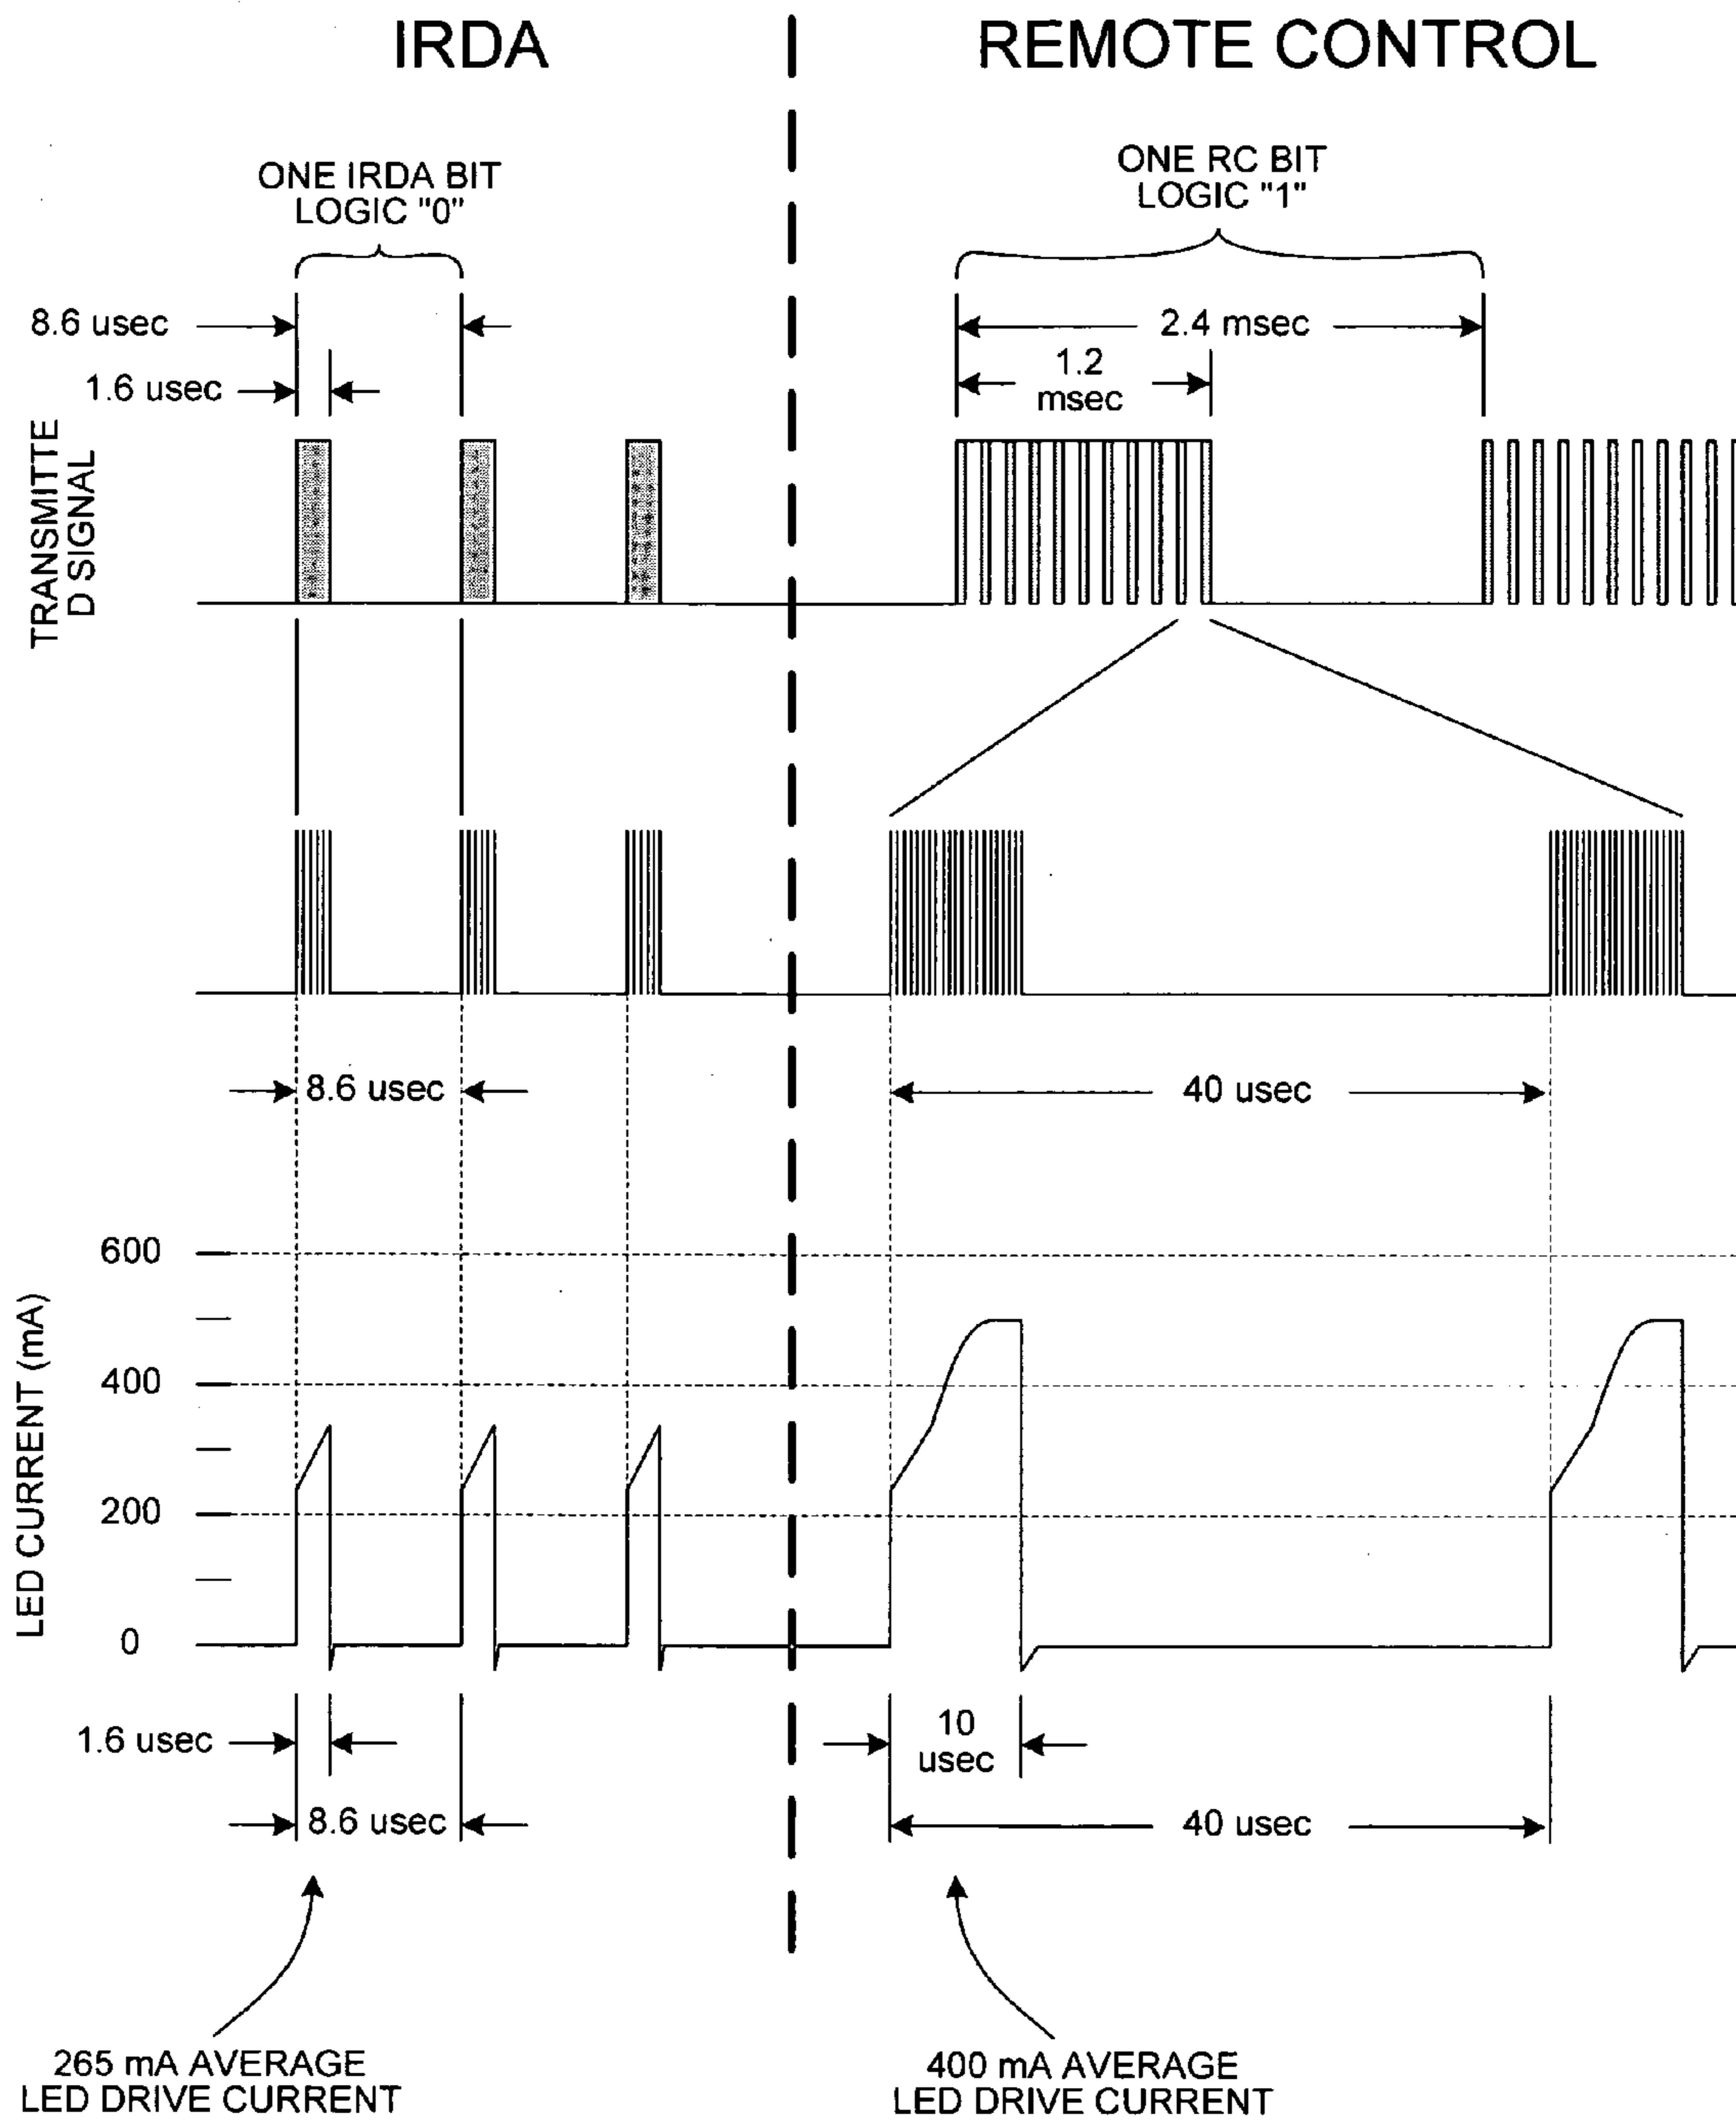 IRDA
REMOTE CONTROL
ONE IRDA BIT
LOGIC "0"
ONE RC BIT
LOGIC "1"
8.6 usec
2.4 msec
1.6 usec
1.2
msec
TRANSMITTE
D SIGNAL
8.6 usec
40 usec
LED CURRENT (mA)
600
400
200
0
1.6 usec
10
usec
8.6 usec
40 usec
265 mA AVERAGE
LED DRIVE CURRENT
400 mA AVERAGE
LED DRIVE CURRENT